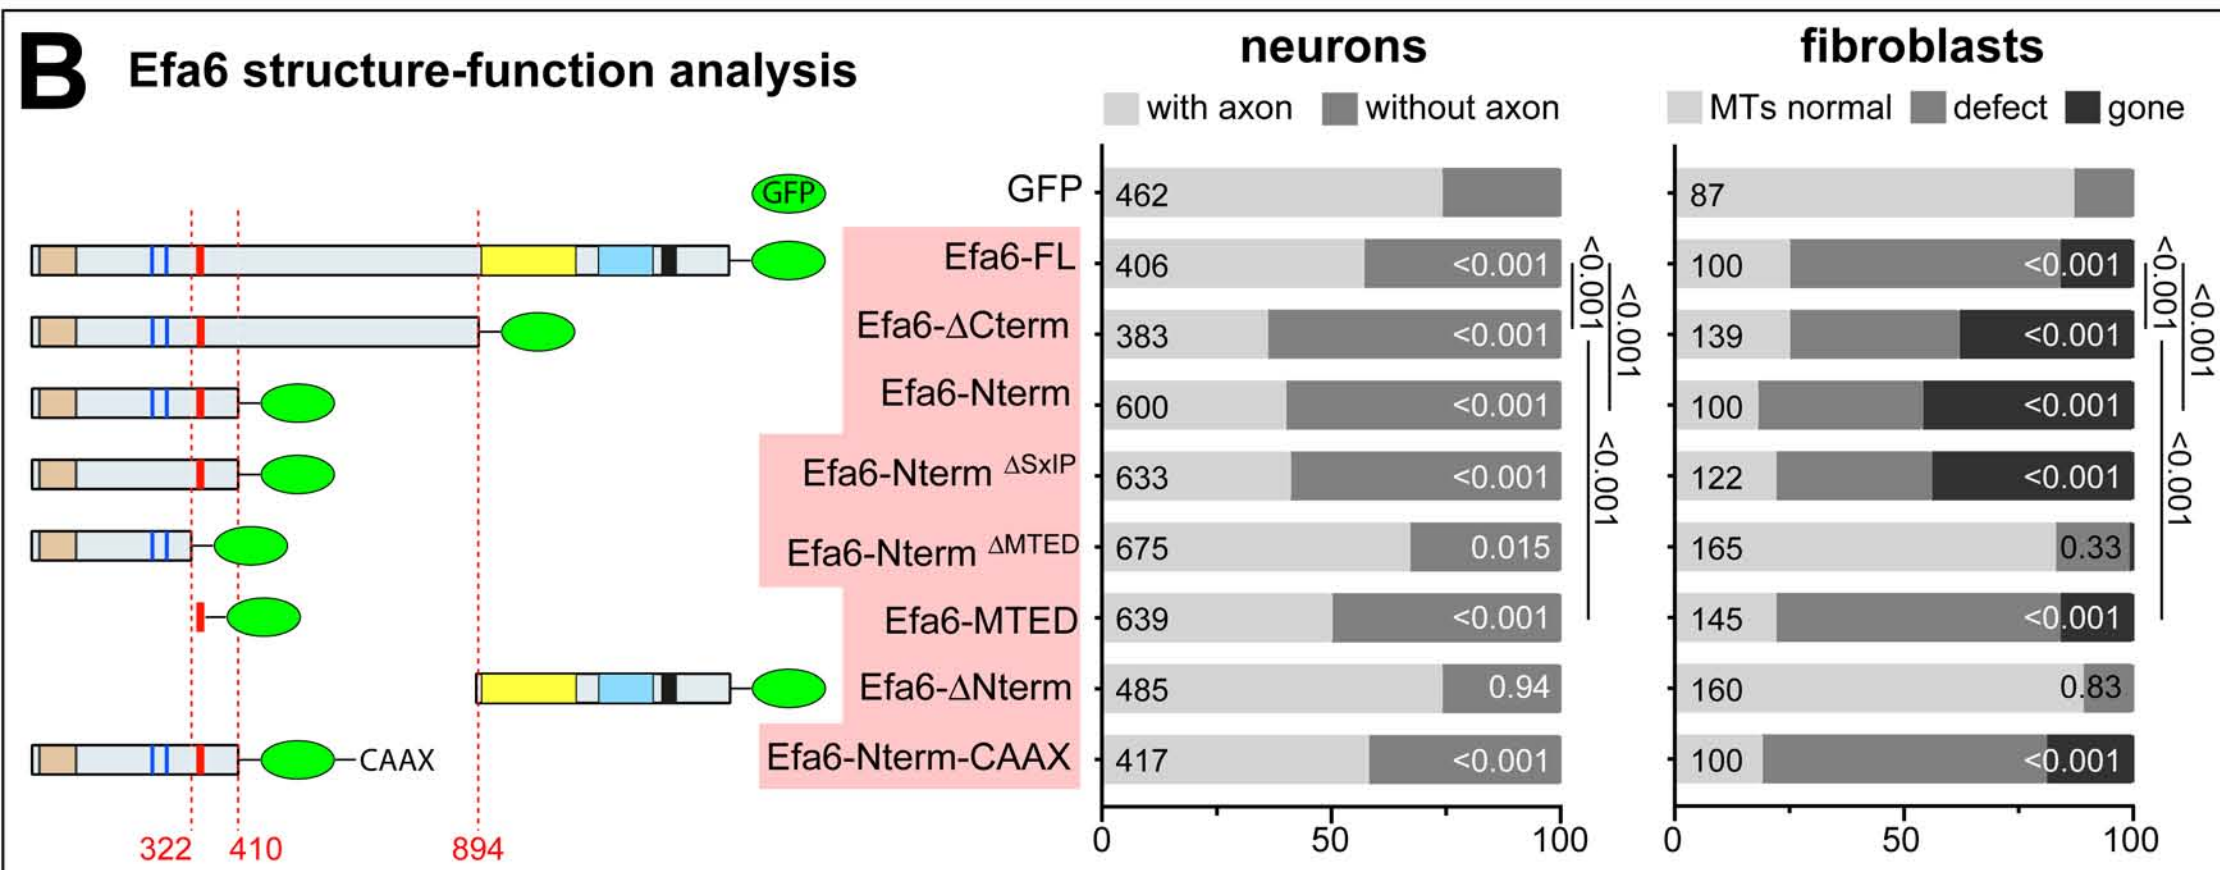 B Efa6 structure-function analysis
neurons
fibroblasts
with axon without axon
MTs normal defect gone
GFP GFP 462 87
Efa6-FL 406 <0.001 100 <0.001
Efa6-ΔCterm 383 <0.001 139 <0.001
Efa6-Nterm 600 <0.001 100 <0.001
Efa6-Nterm ΔSxIP 633 <0.001 122 <0.001
Efa6-Nterm ΔMTED 675 0.015 165 0.33
Efa6-MTED 639 <0.001 145 <0.001
Efa6-ΔNterm 485 0.94 160 0.83
CAAX Efa6-Nterm-CAAX 417 <0.001 100 <0.001
<0.001
<0.001
<0.001
<0.001
<0.001
<0.001
322 410 894
0 50 100
0 50 100